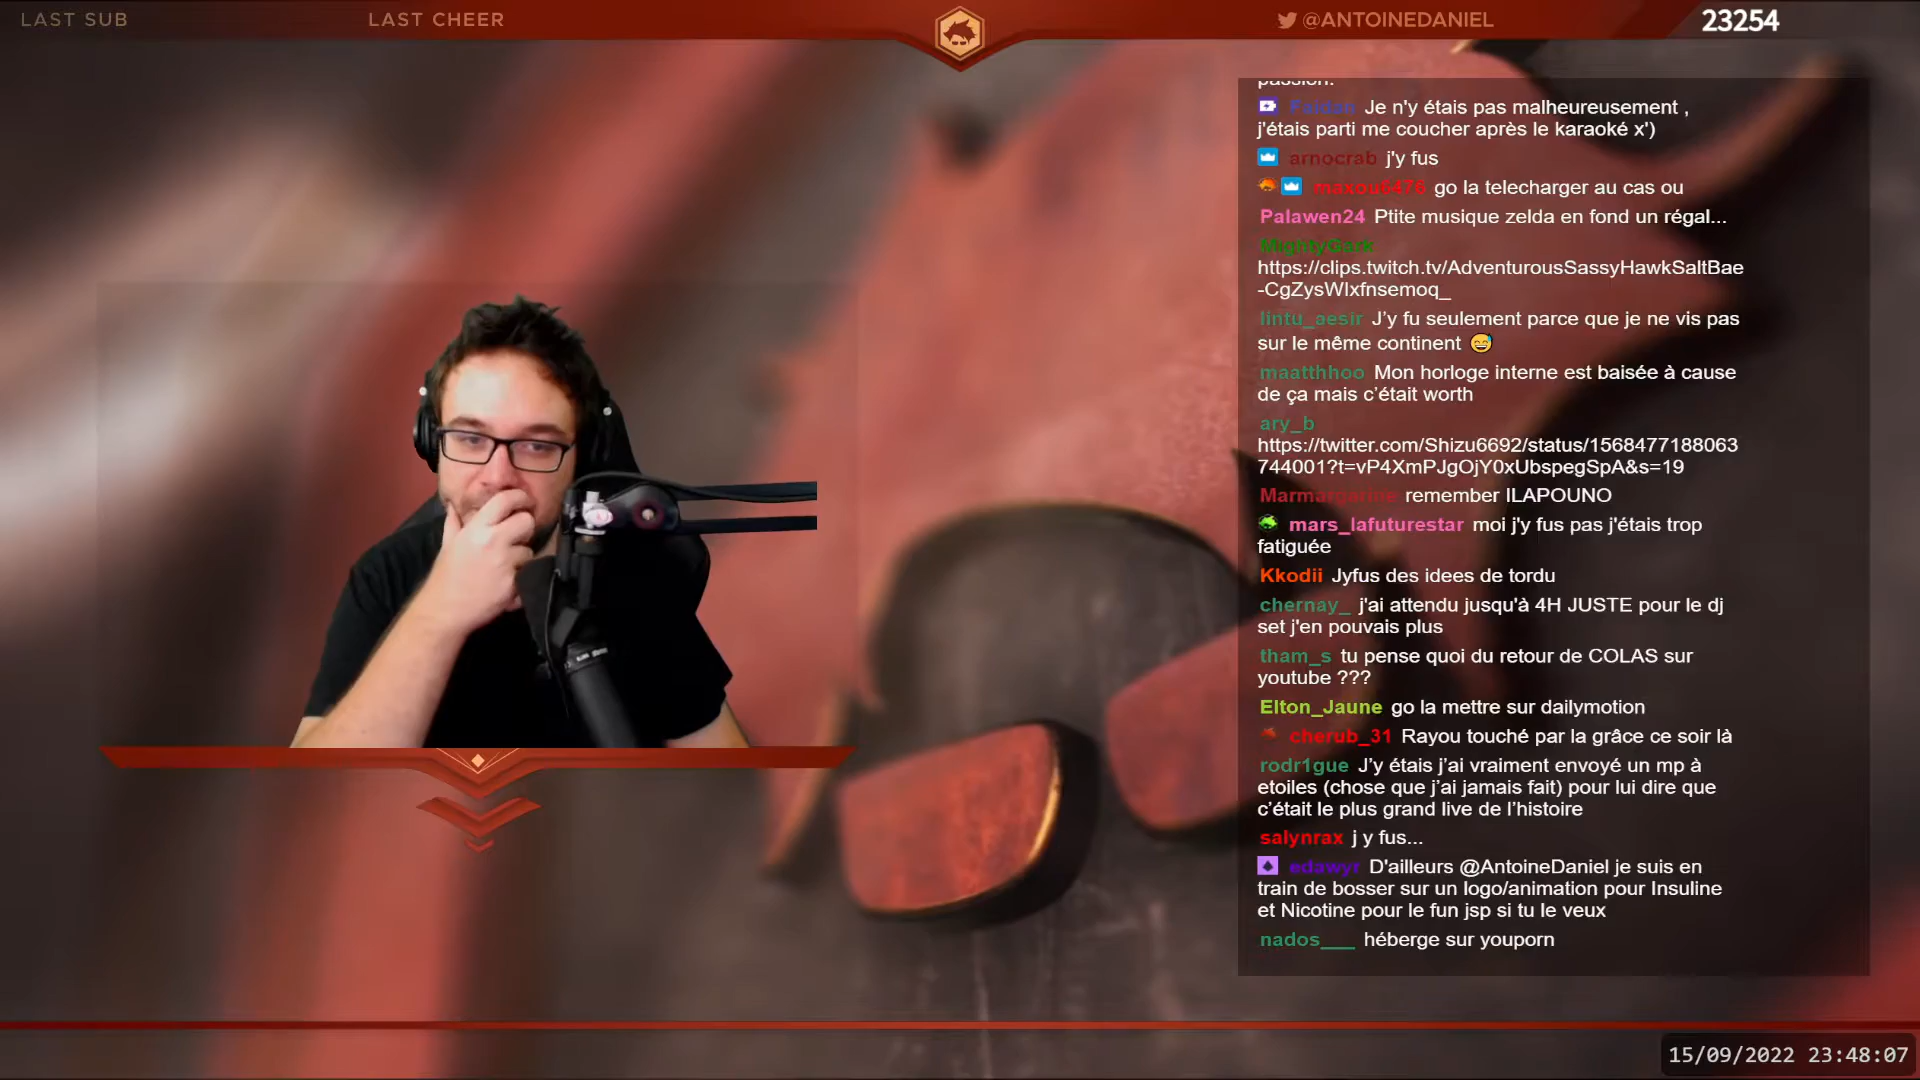 LAST SUB
LAST CHEER
@ANTOINEDANIEL
23254
passion.
Je n'y étais pas malheureusement ,
j'étais parti me coucher après le karaoké x')
arnocrab j'y fus
maxou6476 go la telecharger au cas ou
Palawen24 Ptite musique zelda en fond un régal...
MightyGark
https://clips.twitch.tv/AdventurousSassyHawkSaltBae
-CgZysWIxfnsemoq_
lintu_aesir J’y fu seulement parce que je ne vis pas
sur le même continent 😅
maatthhoo Mon horloge interne est baisée à cause
de ça mais c’était worth
ary_b
https://twitter.com/Shizu6692/status/1568477188063
744001?t=vP4XmPJgOjY0xUbspegSpA&s=19
Marmargarine remember ILAPOUNO
mars_lafuturestar moi j'y fus pas j'étais trop
fatiguée
Kkodii Jyfus des idees de tordu
chernay_ j'ai attendu jusqu'à 4H JUSTE pour le dj
set j'en pouvais plus
tham_s tu pense quoi du retour de COLAS sur
youtube ???
Elton_Jaune go la mettre sur dailymotion
cherub_31 Rayou touché par la grâce ce soir là
rodr1gue J’y étais j’ai vraiment envoyé un mp à
etoiles (chose que j’ai jamais fait) pour lui dire que
c’était le plus grand live de l’histoire
salynrax j y fus...
edawyr D'ailleurs @AntoineDaniel je suis en
train de bosser sur un logo/animation pour Insuline
et Nicotine pour le fun jsp si tu le veux
nados___ héberge sur youporn
15/09/2022 23:48:07